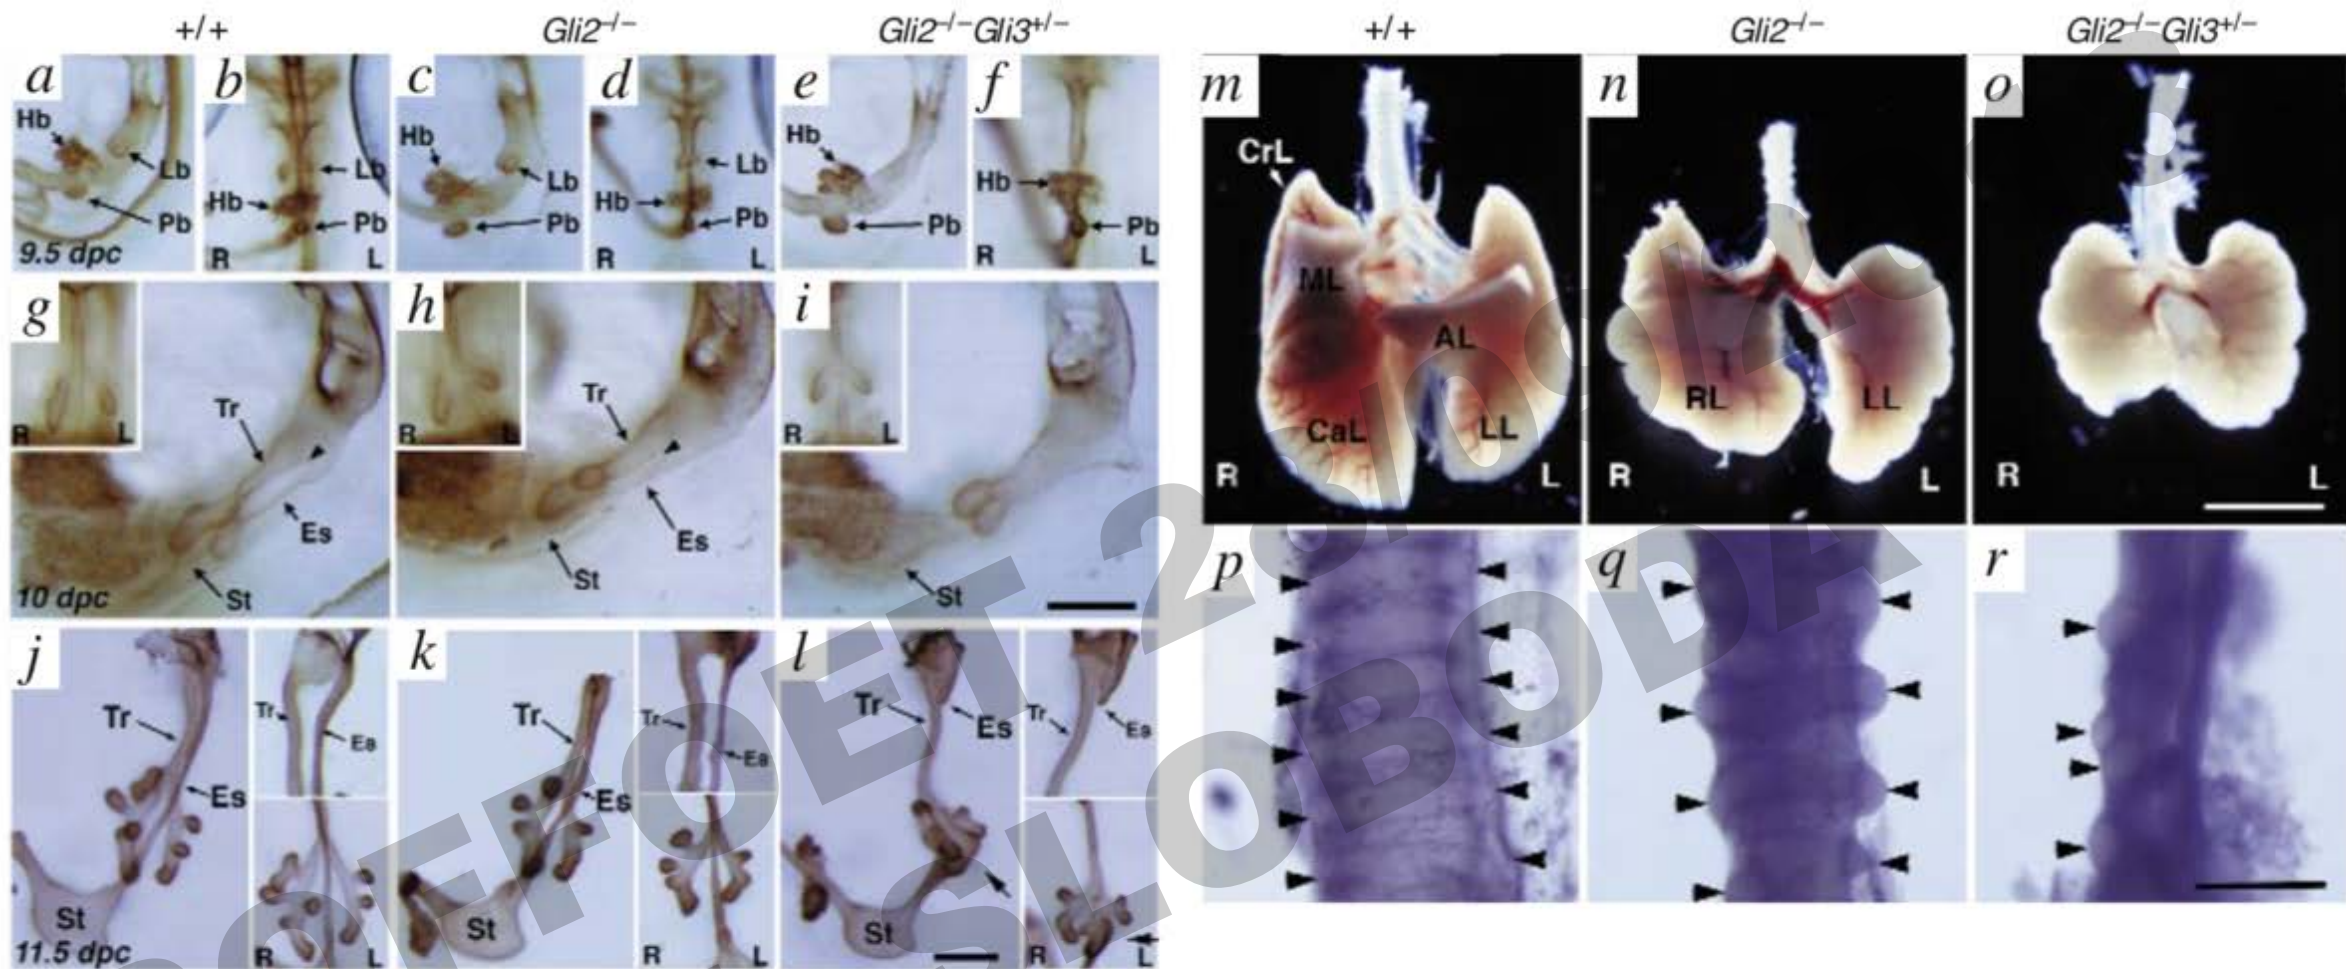 +/+ Gli2−/− Gli2−/−Gli3+/− +/+ Gli2−/− Gli2−/−Gli3+/−
a b c d e f
Hb Lb Pb 9.5 dpc
Lb Hb Pb R L
Hb Lb Pb
Lb Hb Pb R L
Hb Pb
Hb Pb R L
g R L Tr Es St 10 dpc
h R L Tr Es St
i R L St
j Tr Es St 11.5 dpc
Tr Es R L
k Tr Es St
Tr Es R L
l Tr Es St
Tr Es R L
m CrL ML AL CaL LL R L
n RL LL R L
o R L
p q r
SLOBODA